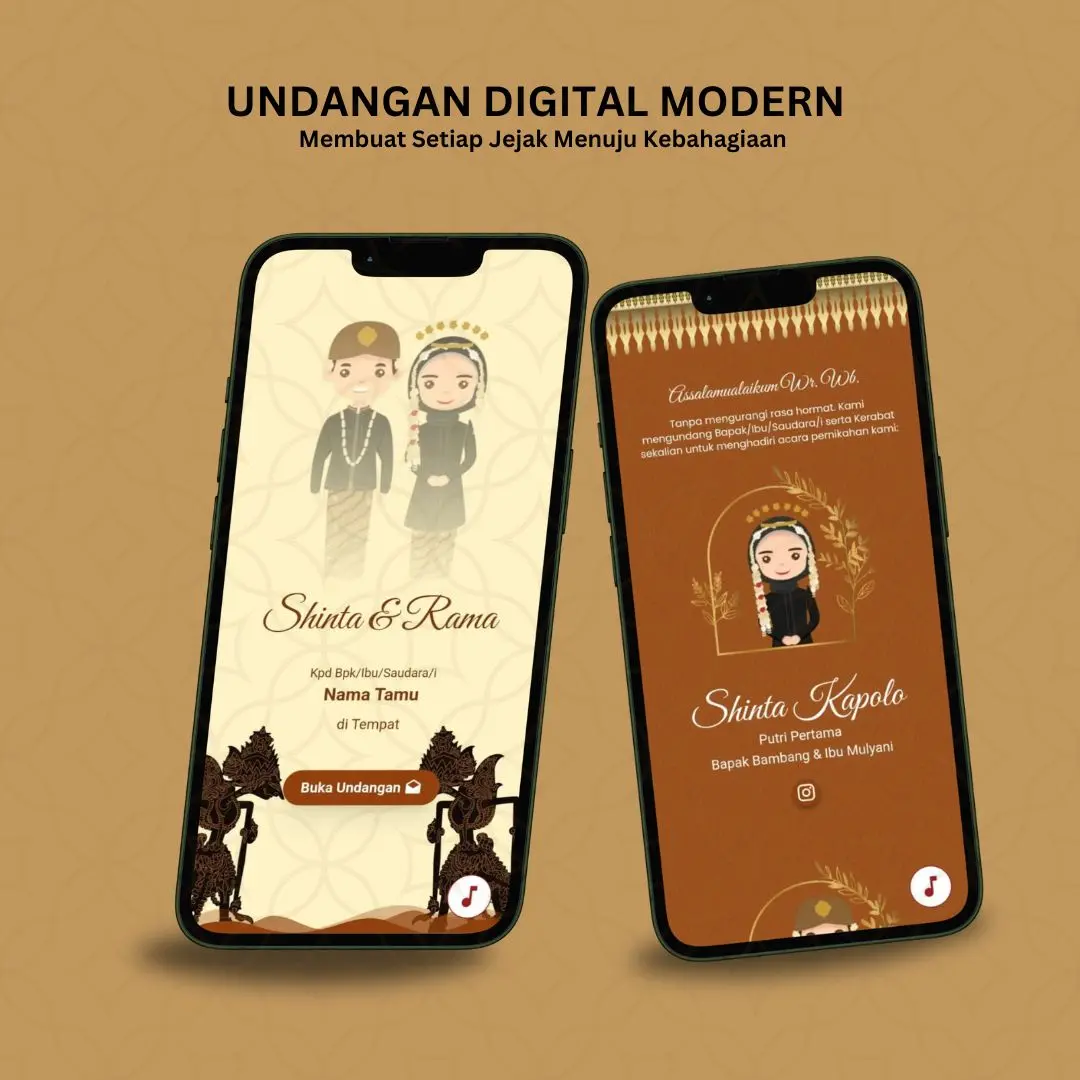 UNDANGAN DIGITAL MODERN
Membuat Setiap Jejak Menuju Kebahagiaan
Shinta & Rama
Kpd Bpk/Ibu/Saudara/i
Nama Tamu
di Tempat
Buka Undangan
Assalamualaikum Wr. Wb.
Tanpa mengurangi rasa hormat. Kami
mengundang Bapak/Ibu/Saudara/i serta Kerabat
sekalian untuk menghadiri acara pernikahan kami:
Shinta Kapolo
Putri Pertama
Bapak Bambang & Ibu Mulyani